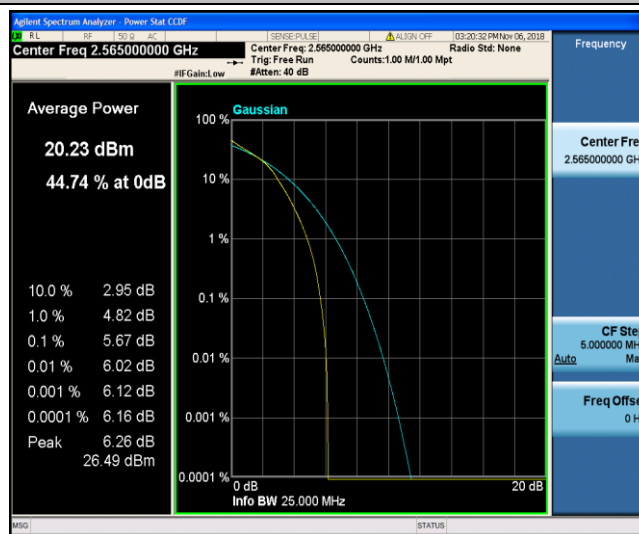 Agilent Spectrum Analyzer - Power Stat CCDF
RL RF 50 Ω AC SENSE:PULSE ALIGN OFF 03:20:32 PM Nov 06, 2018
Center Freq 2.565000000 GHz
Center Freq: 2.565000000 GHz Radio Std: None
Trig: Free Run Counts:1.00 M/1.00 Mpt
#IFGain:Low #Atten: 40 dB
Frequency
Average Power
20.23 dBm
44.74 % at 0dB
10.0 % 2.95 dB
1.0 % 4.82 dB
0.1 % 5.67 dB
0.01 % 6.02 dB
0.001 % 6.12 dB
0.0001 % 6.16 dB
Peak 6.26 dB
26.49 dBm
Gaussian
100 %
10 %
1 %
0.1 %
0.01 %
0.001 %
0.0001 %
0 dB 20 dB
Info BW 25.000 MHz
Center Fre
2.565000000 GH
CF Ste
5.000000 MH
Auto Ma
Freq Offse
0 H
MSG STATUS